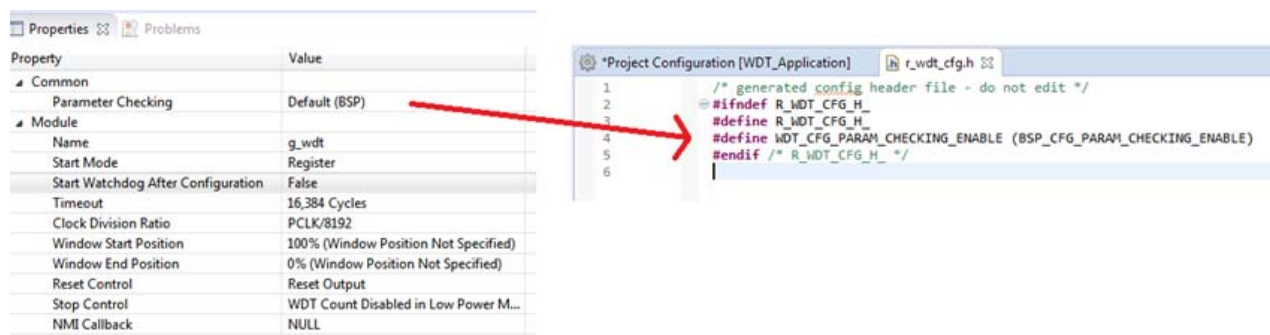 Properties Problems
Property Value
Common
Parameter Checking Default (BSP)
Module
Name g_wdt
Start Mode Register
Start Watchdog After Configuration False
Timeout 16,384 Cycles
Clock Division Ratio PCLK/8192
Window Start Position 100% (Window Position Not Specified)
Window End Position 0% (Window Position Not Specified)
Reset Control Reset Output
Stop Control WDT Count Disabled in Low Power M...
NMI Callback NULL
*Project Configuration [WDT_Application] r_wdt_cfg.h
1 /* generated config header file - do not edit */
2 #ifndef R_WDT_CFG_H_
3 #define R_WDT_CFG_H_
4 #define WDT_CFG_PARAM_CHECKING_ENABLE (BSP_CFG_PARAM_CHECKING_ENABLE)
5 #endif /* R_WDT_CFG_H_ */
6